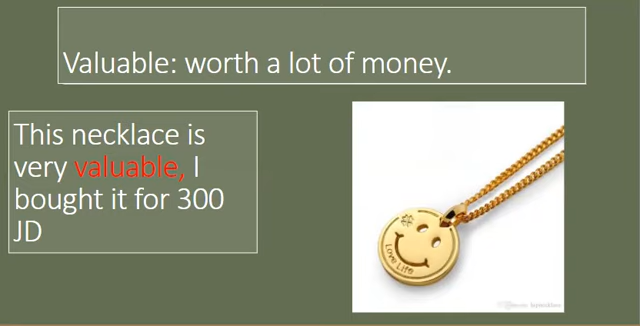 Valuable: worth a lot of money.
This necklace is
very valuable, I
bought it for 300
JD
Love Life